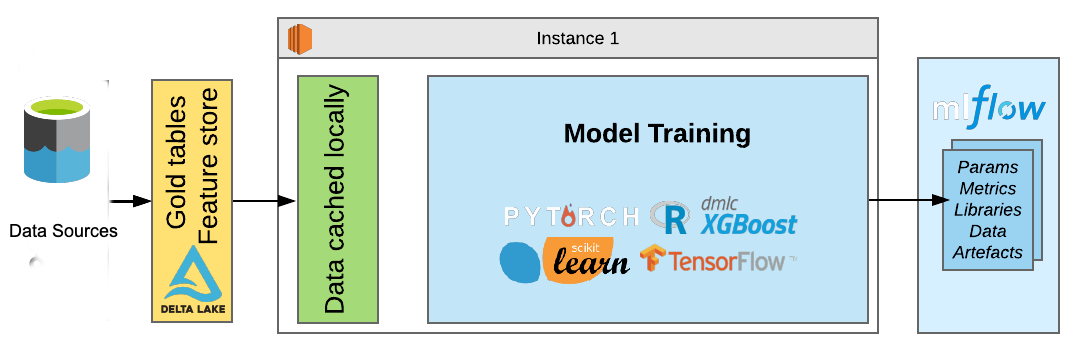 Instance 1
Data Sources
Gold tables
Feature store
DELTA LAKE
Data cached locally
Model Training
PYTORCH
R
dmlc
XGBoost
scikit
learn
TensorFlow™
mlflow
Params
Metrics
Libraries
Data
Artefacts